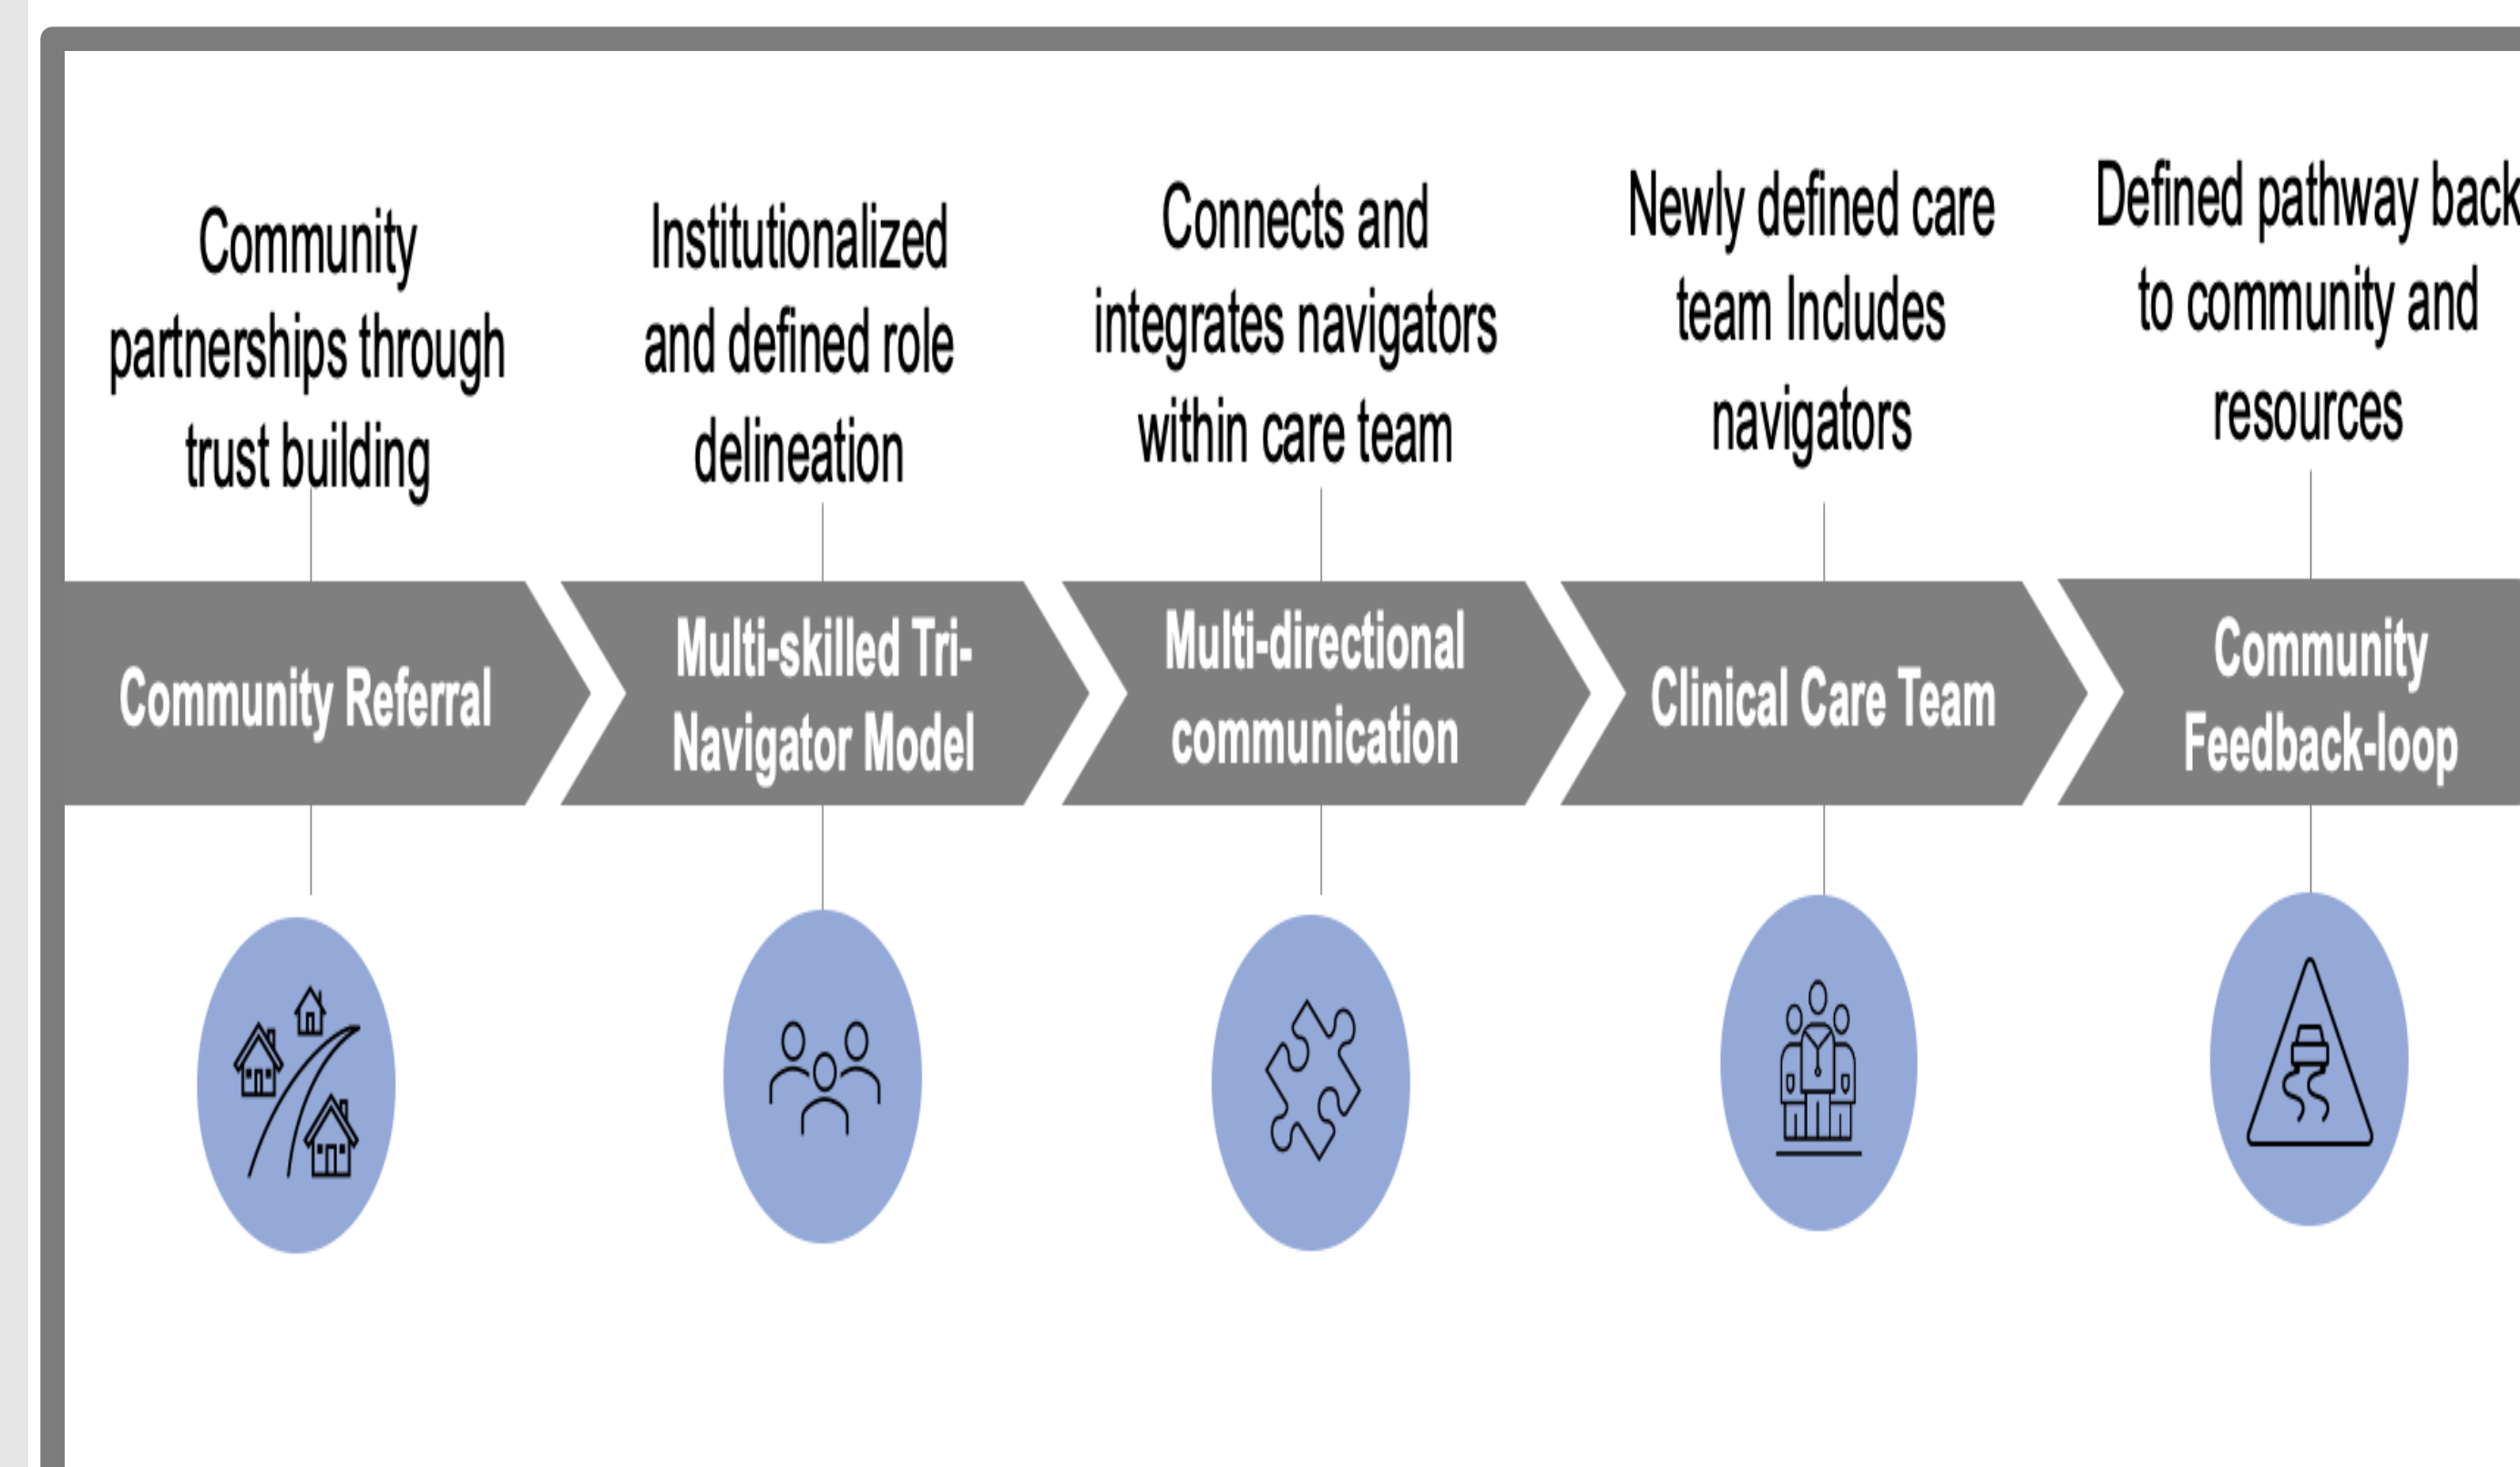 Community
partnerships through
trust building
Institutionalized
and defined role
delineation
Connects and
integrates navigators
within care team
Newly defined care
team Includes
navigators
Defined pathway back
to community and
resources
Community Referral
Multi-skilled Tri-
Navigator Model
Multi-directional
communication
Clinical Care Team
Community
Feedback-loop